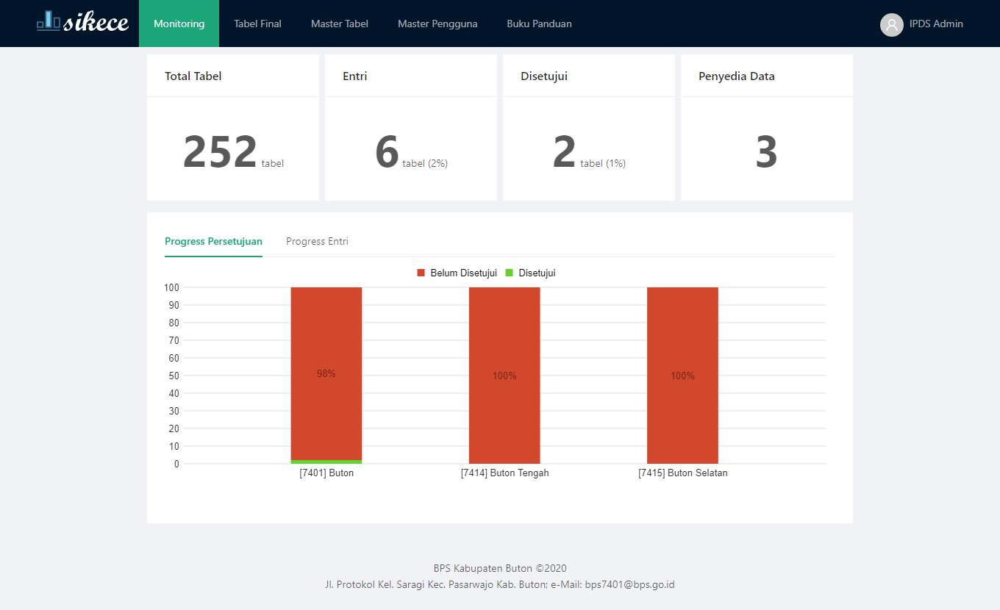 sikece
Monitoring
Tabel Final
Master Tabel
Master Pengguna
Buku Panduan
IPDS Admin
Total Tabel
252 tabel
Entri
6 tabel (2%)
Disetujui
2 tabel (1%)
Penyedia Data
3
Progress Persetujuan
Progress Entri
Belum Disetujui
Disetujui
100
90
80
70
60
50
40
30
20
10
0
98%
100%
100%
[7401] Buton
[7414] Buton Tengah
[7415] Buton Selatan
BPS Kabupaten Buton ©2020
Jl. Protokol Kel. Saragi Kec. Pasarwajo Kab. Buton; e-Mail: bps7401@bps.go.id